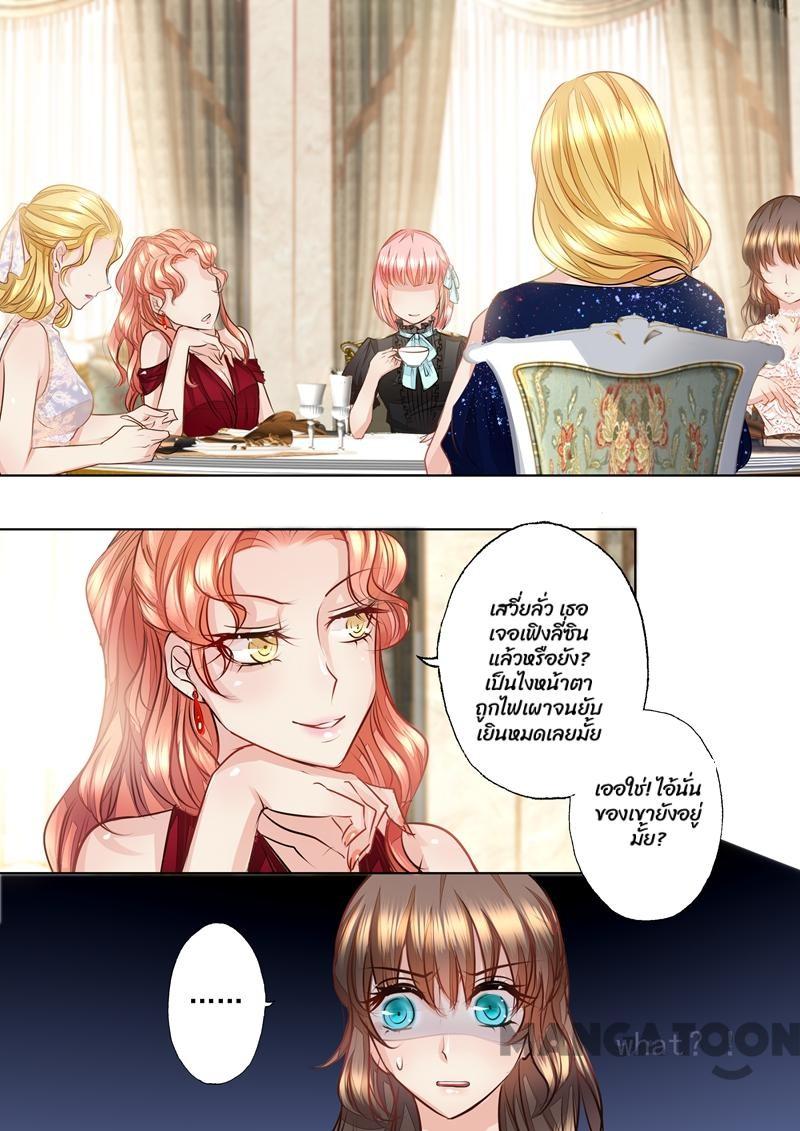 เสวี่ยลั่ว เธอ
เจอเฟิงลี่ซิน
แล้วหรือยัง?
เป็นไงหน้าตา
ถูกไฟเผาจนยับ
เยินหมดเลยมั้ย
เออใช่! ไอ้นั่น
ของเขายังอยู่
มั้ย?
......
what? !
MANGATOON